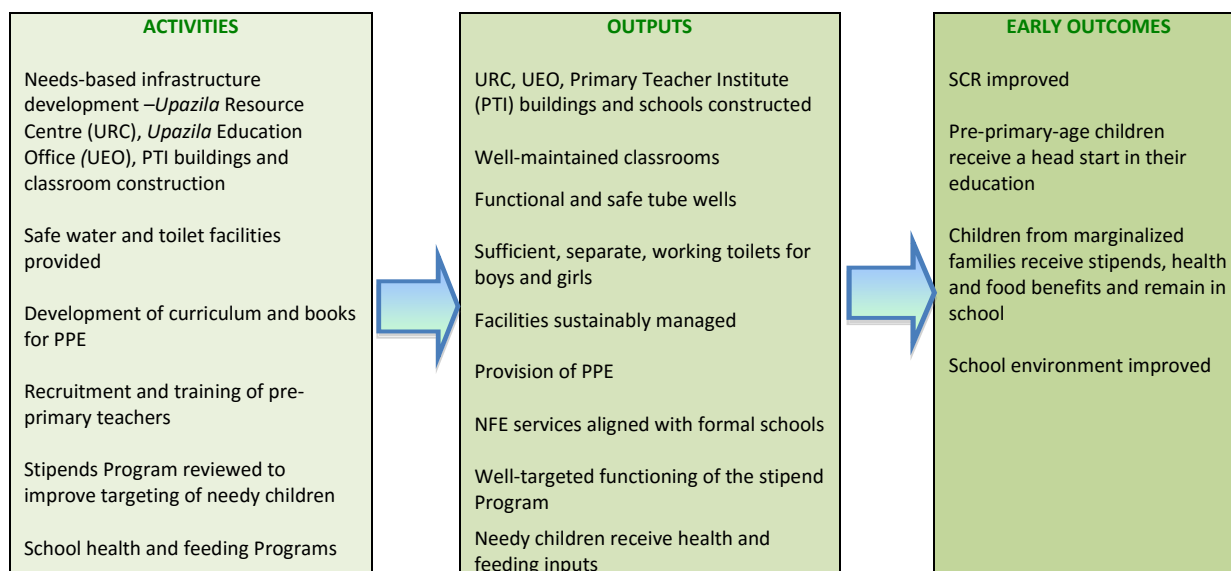 ACTIVITIES
Needs-based infrastructure
development –Upazila Resource
Centre (URC), Upazila Education
Office (UEO), PTI buildings and
classroom construction
Safe water and toilet facilities
provided
Development of curriculum and books
for PPE
Recruitment and training of pre-
primary teachers
Stipends Program reviewed to
improve targeting of needy children
School health and feeding Programs
OUTPUTS
URC, UEO, Primary Teacher Institute
(PTI) buildings and schools constructed
Well-maintained classrooms
Functional and safe tube wells
Sufficient, separate, working toilets for
boys and girls
Facilities sustainably managed
Provision of PPE
NFE services aligned with formal schools
Well-targeted functioning of the stipend
Program
Needy children receive health and
feeding inputs
EARLY OUTCOMES
SCR improved
Pre-primary-age children
receive a head start in their
education
Children from marginalized
families receive stipends, health
and food benefits and remain in
school
School environment improved